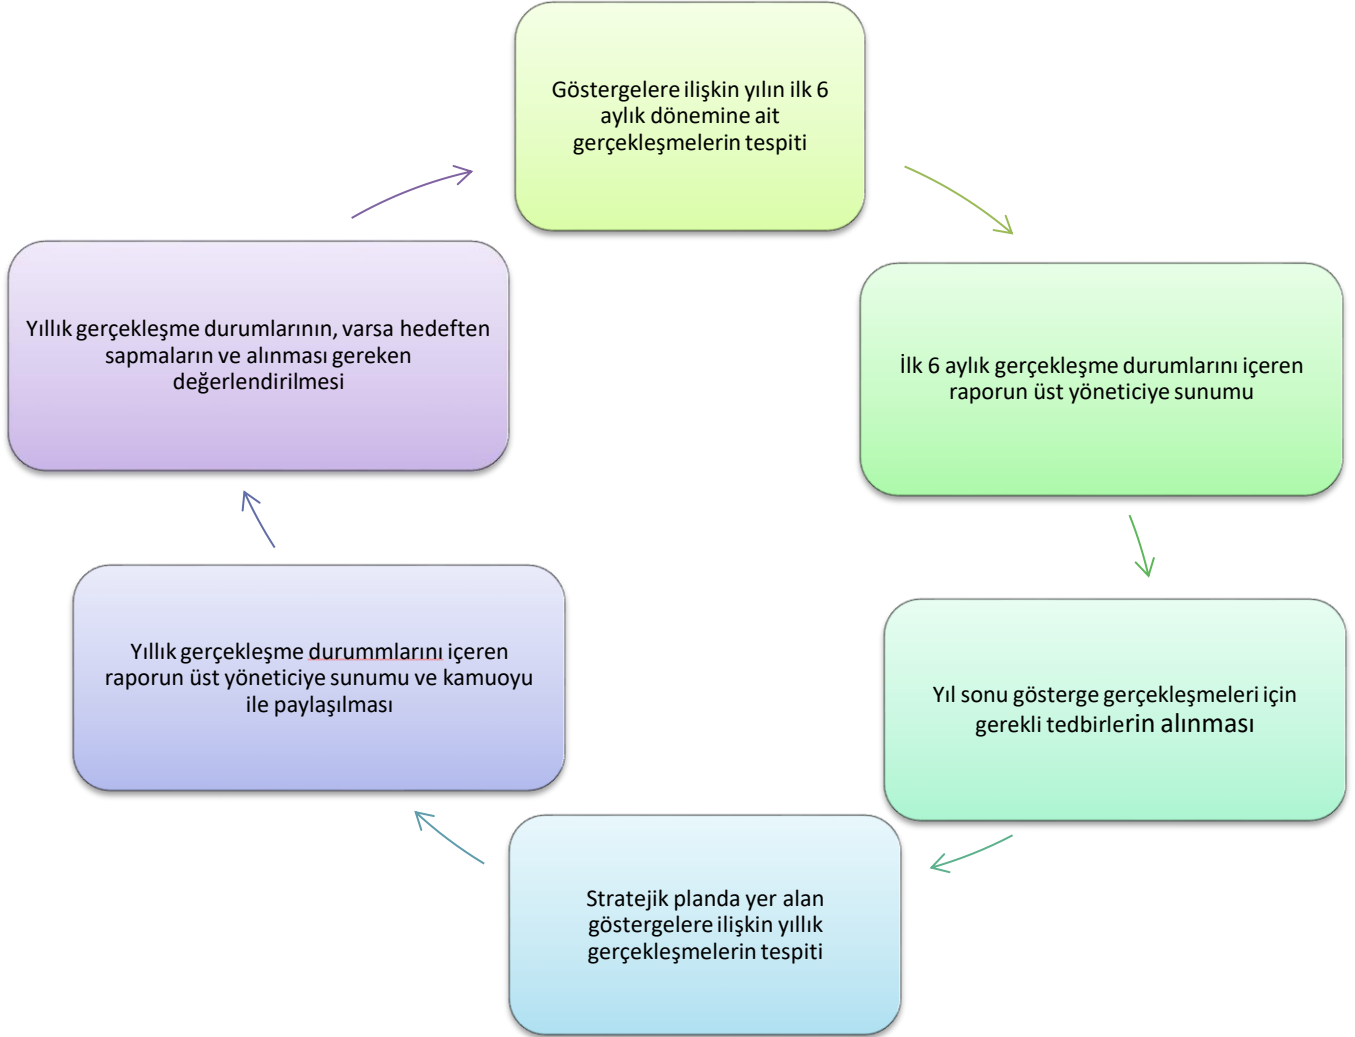 Göstergelere ilişkin yılın ilk 6
aylık dönemine ait
gerçekleşmelerin tespiti
İlk 6 aylık gerçekleşme durumlarını içeren
raporun üst yöneticiye sunumu
Yıl sonu gösterge gerçekleşmeleri için
gerekli tedbirlerin alınması
Stratejik planda yer alan
göstergelere ilişkin yıllık
gerçekleşmelerin tespiti
Yıllık gerçekleşme durummlarını içeren
raporun üst yöneticiye sunumu ve kamuoyu
ile paylaşılması
Yıllık gerçekleşme durumlarının, varsa hedeften
sapmaların ve alınması gereken
değerlendirilmesi